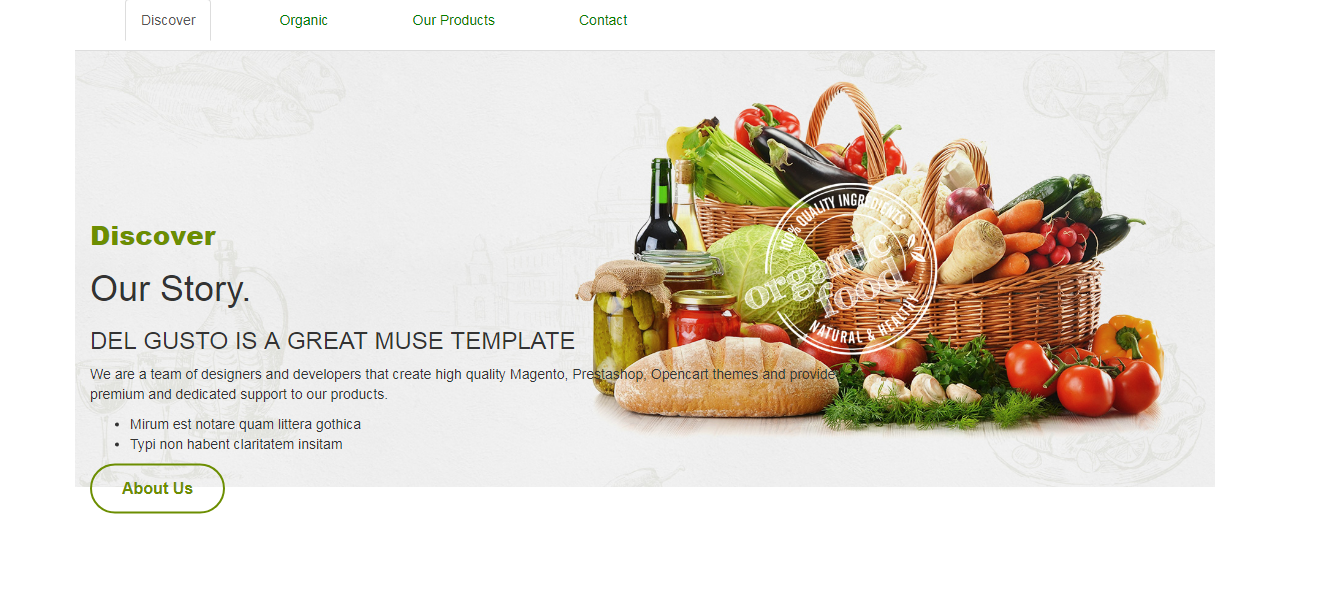 Discover Organic Our Products Contact
Discover
Our Story.
DEL GUSTO IS A GREAT MUSE TEMPLATE
We are a team of designers and developers that create high quality Magento, Prestashop, Opencart themes and provide
premium and dedicated support to our products.
• Mirum est notare quam littera gothica
• Typi non habent claritatem insitam
About Us
100% QUALITY INGREDIENTS
organic
food
NATURAL & HEALTHY